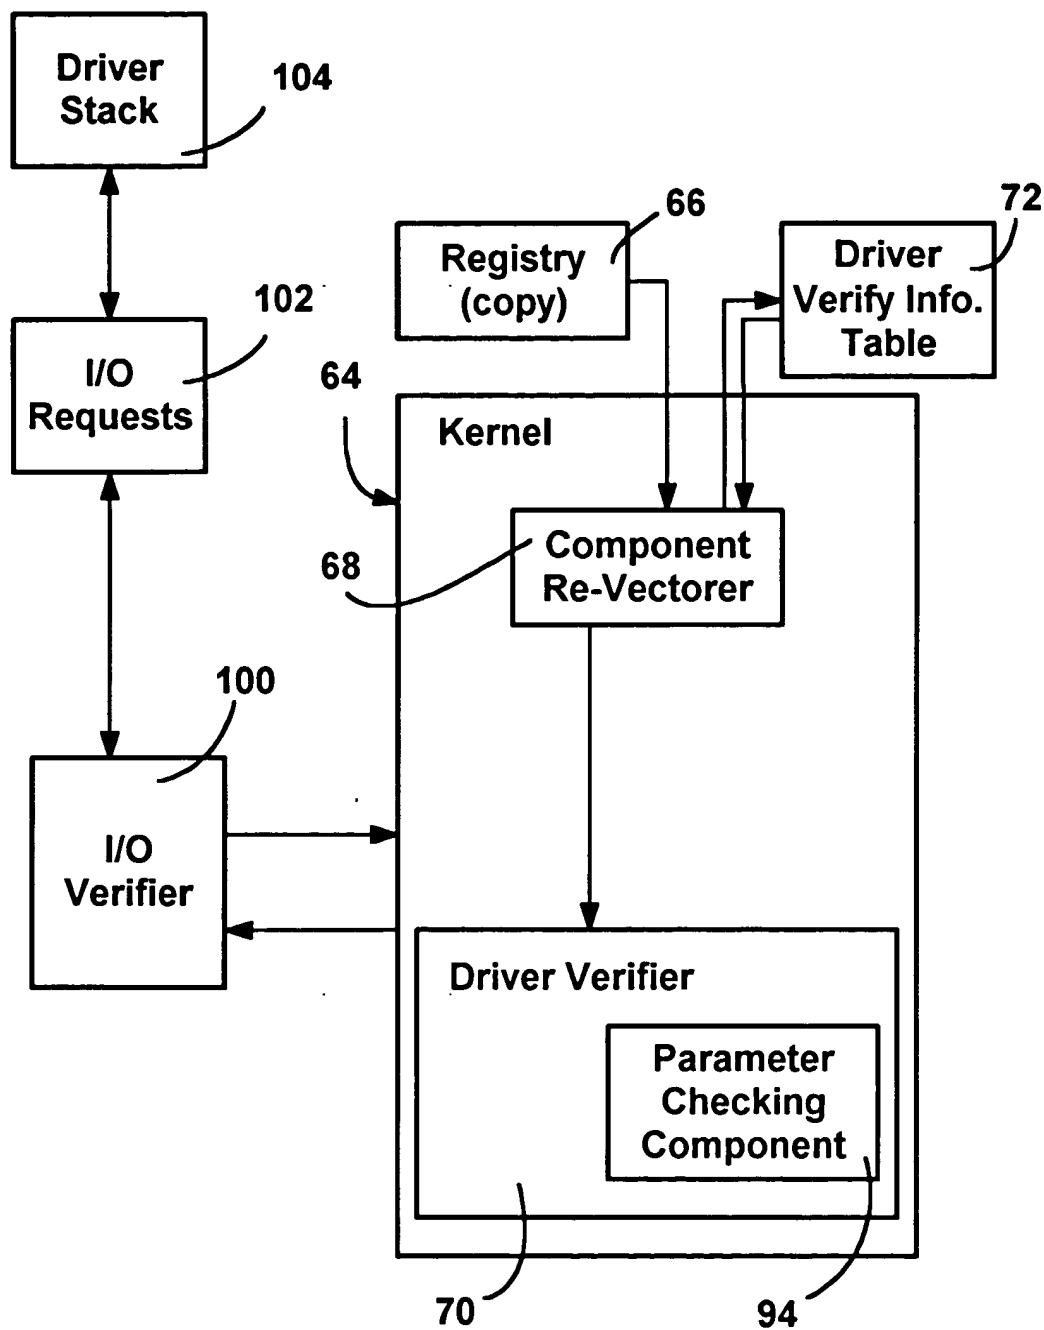 Driver
Stack
104
66
72
Registry
(copy)
Driver
Verify Info.
Table
102
I/O
Requests
64
Kernel
Component
Re-Vectorer
68
100
I/O
Verifier
Driver Verifier
Parameter
Checking
Component
70
94